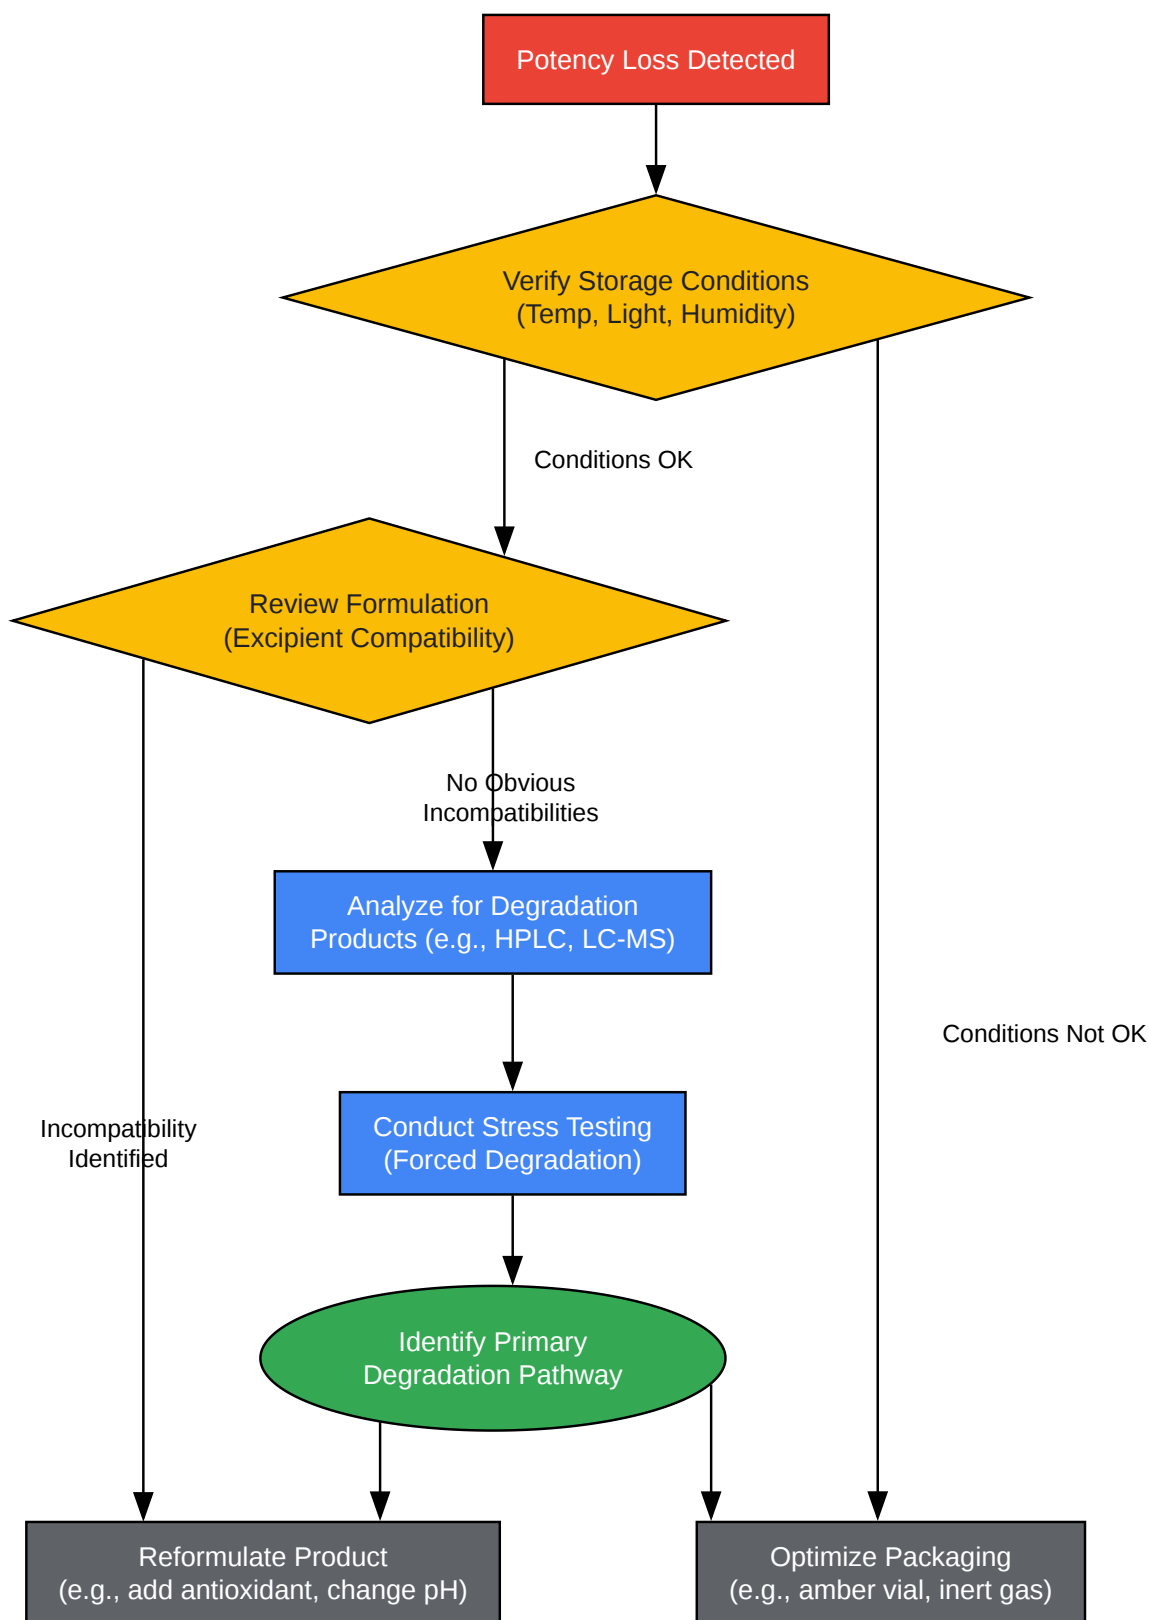 Potency Loss Detected
Verify Storage Conditions
(Temp, Light, Humidity)
Conditions OK
Review Formulation
(Excipient Compatibility)
No Obvious
Incompatibilities
Analyze for Degradation
Products (e.g., HPLC, LC-MS)
Conditions Not OK
Conduct Stress Testing
(Forced Degradation)
Incompatibility
Identified
Identify Primary
Degradation Pathway
Reformulate Product
(e.g., add antioxidant, change pH)
Optimize Packaging
(e.g., amber vial, inert gas)